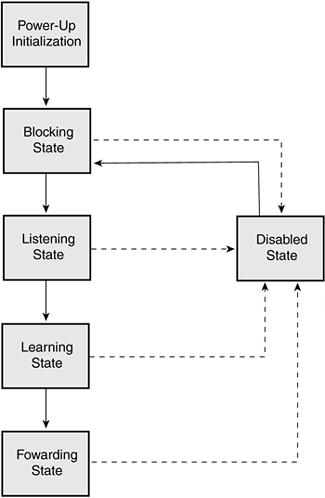 Power-Up
Initialization
Blocking
State
Listening
State
Disabled
State
Learning
State
Fowarding
State